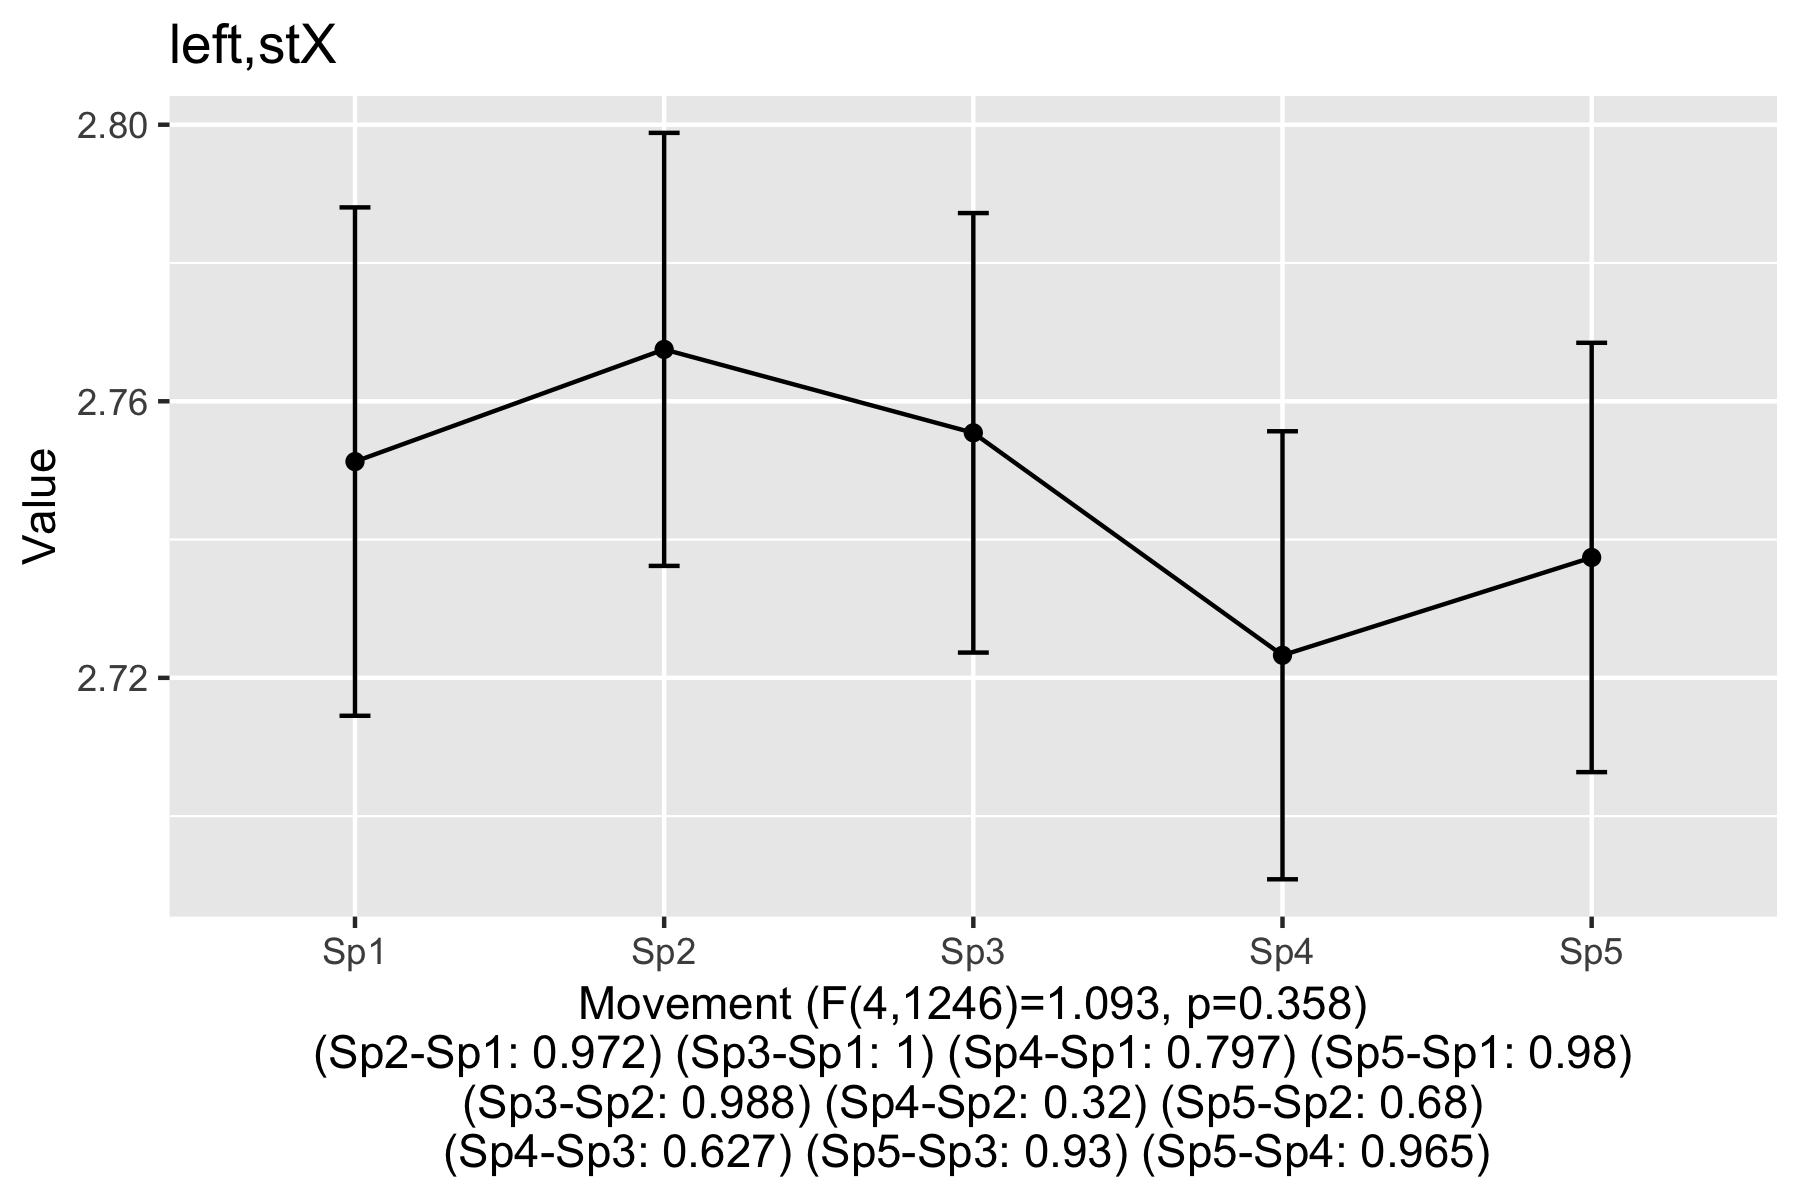 left,stX
2.80
2.76
2.72
Value
Sp1 Sp2 Sp3 Sp4 Sp5
Movement (F(4,1246)=1.093, p=0.358)
(Sp2-Sp1: 0.972) (Sp3-Sp1: 1) (Sp4-Sp1: 0.797) (Sp5-Sp1: 0.98)
(Sp3-Sp2: 0.988) (Sp4-Sp2: 0.32) (Sp5-Sp2: 0.68)
(Sp4-Sp3: 0.627) (Sp5-Sp3: 0.93) (Sp5-Sp4: 0.965)